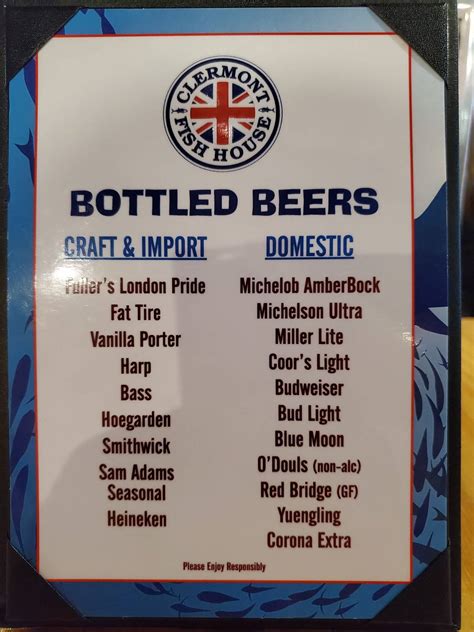 CLERMONT
FISH HOUSE
BOTTLED BEERS
CRAFT & IMPORT
Fuller's London Pride
Fat Tire
Vanilla Porter
Harp
Bass
Hoegarden
Smithwick
Sam Adams
Seasonal
Heineken
DOMESTIC
Michelob AmberBock
Michelson Ultra
Miller Lite
Coor's Light
Budweiser
Bud Light
Blue Moon
O'Douls (non-alc)
Red Bridge (GF)
Yuengling
Corona Extra
Please Enjoy Responsibly